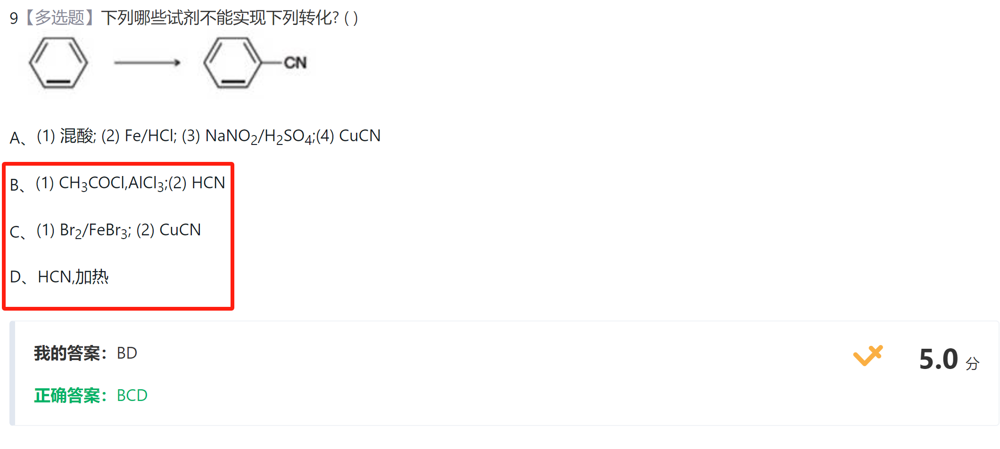 9【多选题】下列哪些试剂不能实现下列转化? ( )
CN
A、(1) 混酸; (2) Fe/HCl; (3) NaNO₂/H₂SO₄;(4) CuCN
B、(1) CH₃COCl,AlCl₃;(2) HCN
C、(1) Br₂/FeBr₃; (2) CuCN
D、HCN,加热
我的答案：BD
5.0 分
正确答案：BCD